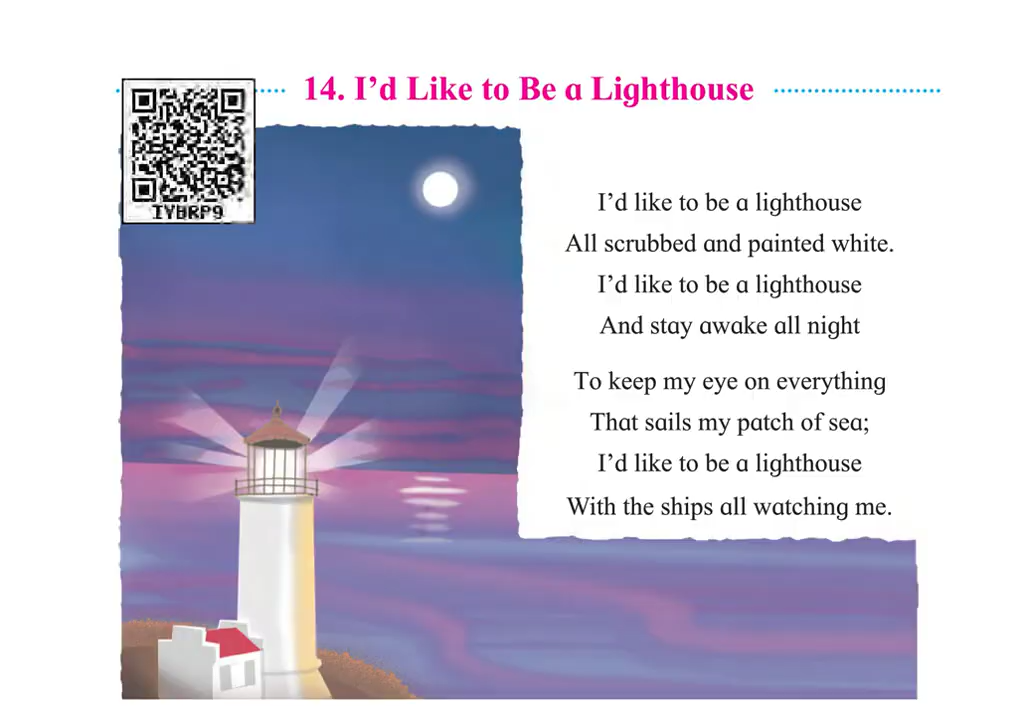 14. I'd Like to Be a Lighthouse
IYBRP9
I'd like to be a lighthouse
All scrubbed and painted white.
I'd like to be a lighthouse
And stay awake all night
To keep my eye on everything
That sails my patch of sea;
I'd like to be a lighthouse
With the ships all watching me.